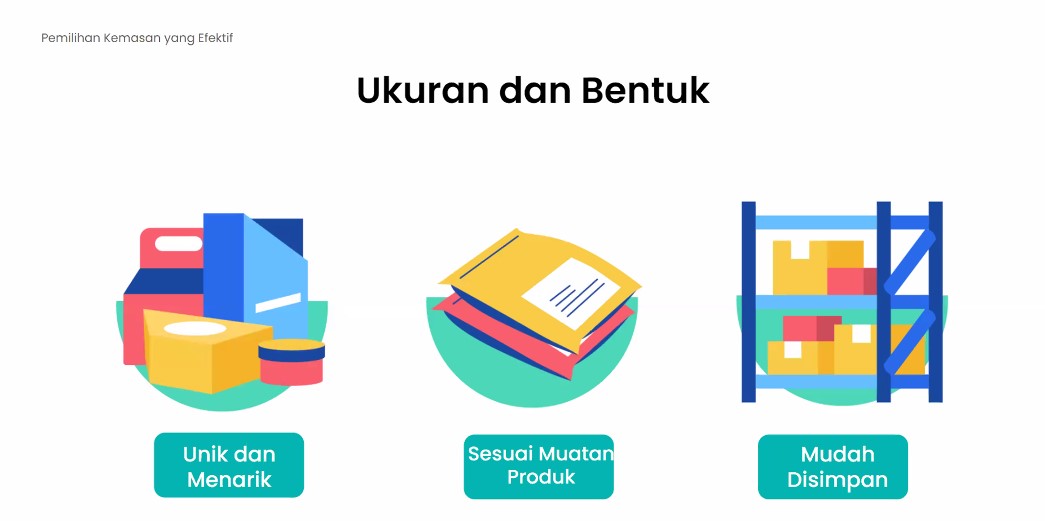 Pemilihan Kemasan yang Efektif
Ukuran dan Bentuk
Unik dan
Menarik
Sesuai Muatan
Produk
Mudah
Disimpan